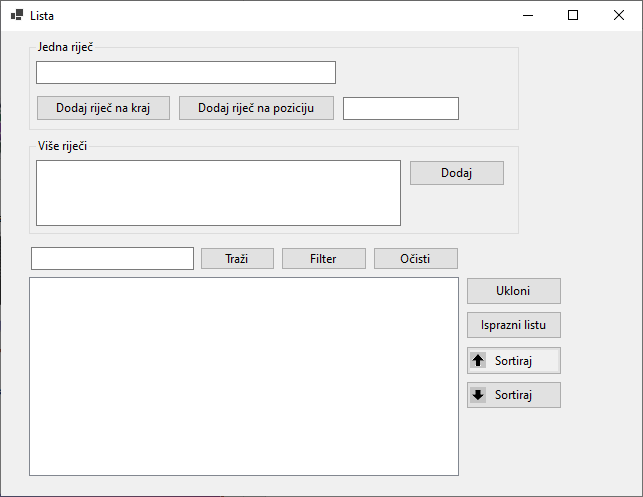 Lista
Jedna riječ
Dodaj riječ na kraj
Dodaj riječ na poziciju
Više riječi
Dodaj
Traži
Filter
Očisti
Ukloni
Isprazni listu
Sortiraj
Sortiraj